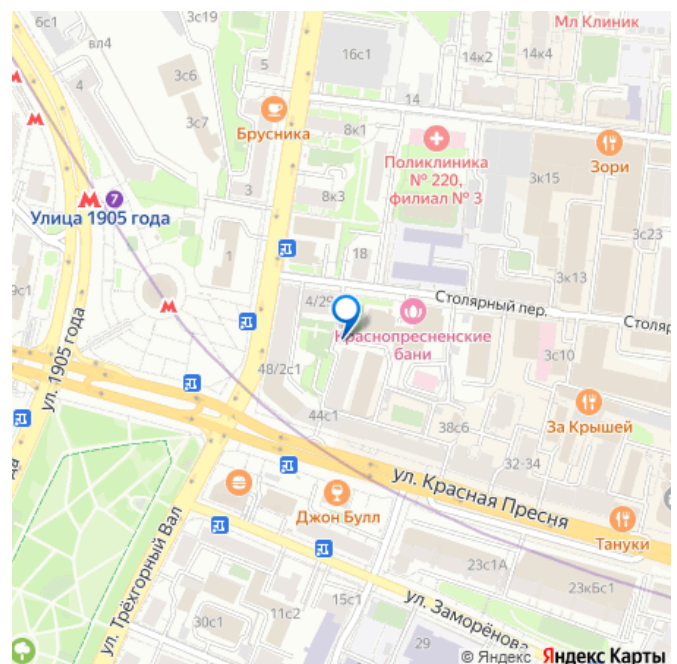 6с1
вл4
3с19
Мл Клиник
3с6
5
16с1
14к2
14к4
4
14
Брусника
3с7
8к1
Зори
Поликлиника
№ 220,
филиал № 3
3к15
3
8к3
7
Улица 1905 года
3с23
1
18
3к13
4/29
Столярный пер.
Столяр
Краснопресненские
бани
3с10
ул. 1905 года
48/2с1
44с1
38с6
За Крышей
32-34
ул. Красная Пресня
Джон Булл
Тануки
ул. Трёхгорный Вал
23с1А
23кБс1
15с1
11с2
30с1
ул. Заморёнова
29
© Яндекс Яндекс Карты